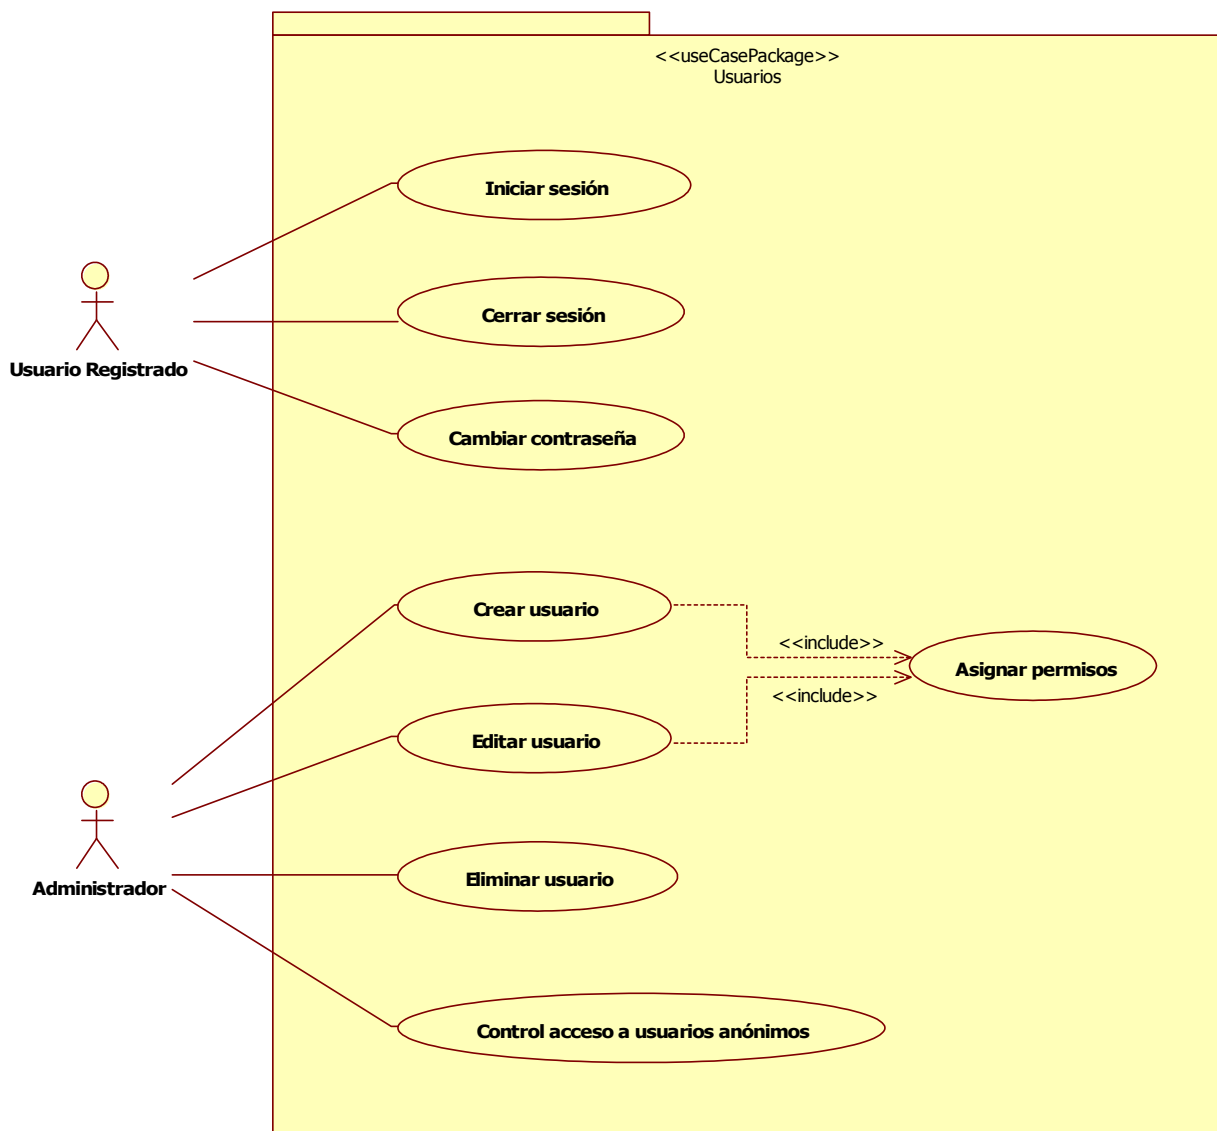 <<useCasePackage>>
Usuarios
Iniciar sesión
Cerrar sesión
Usuario Registrado
Cambiar contraseña
Crear usuario
<<include>>
Asignar permisos
<<include>>
Editar usuario
Eliminar usuario
Administrador
Control acceso a usuarios anónimos